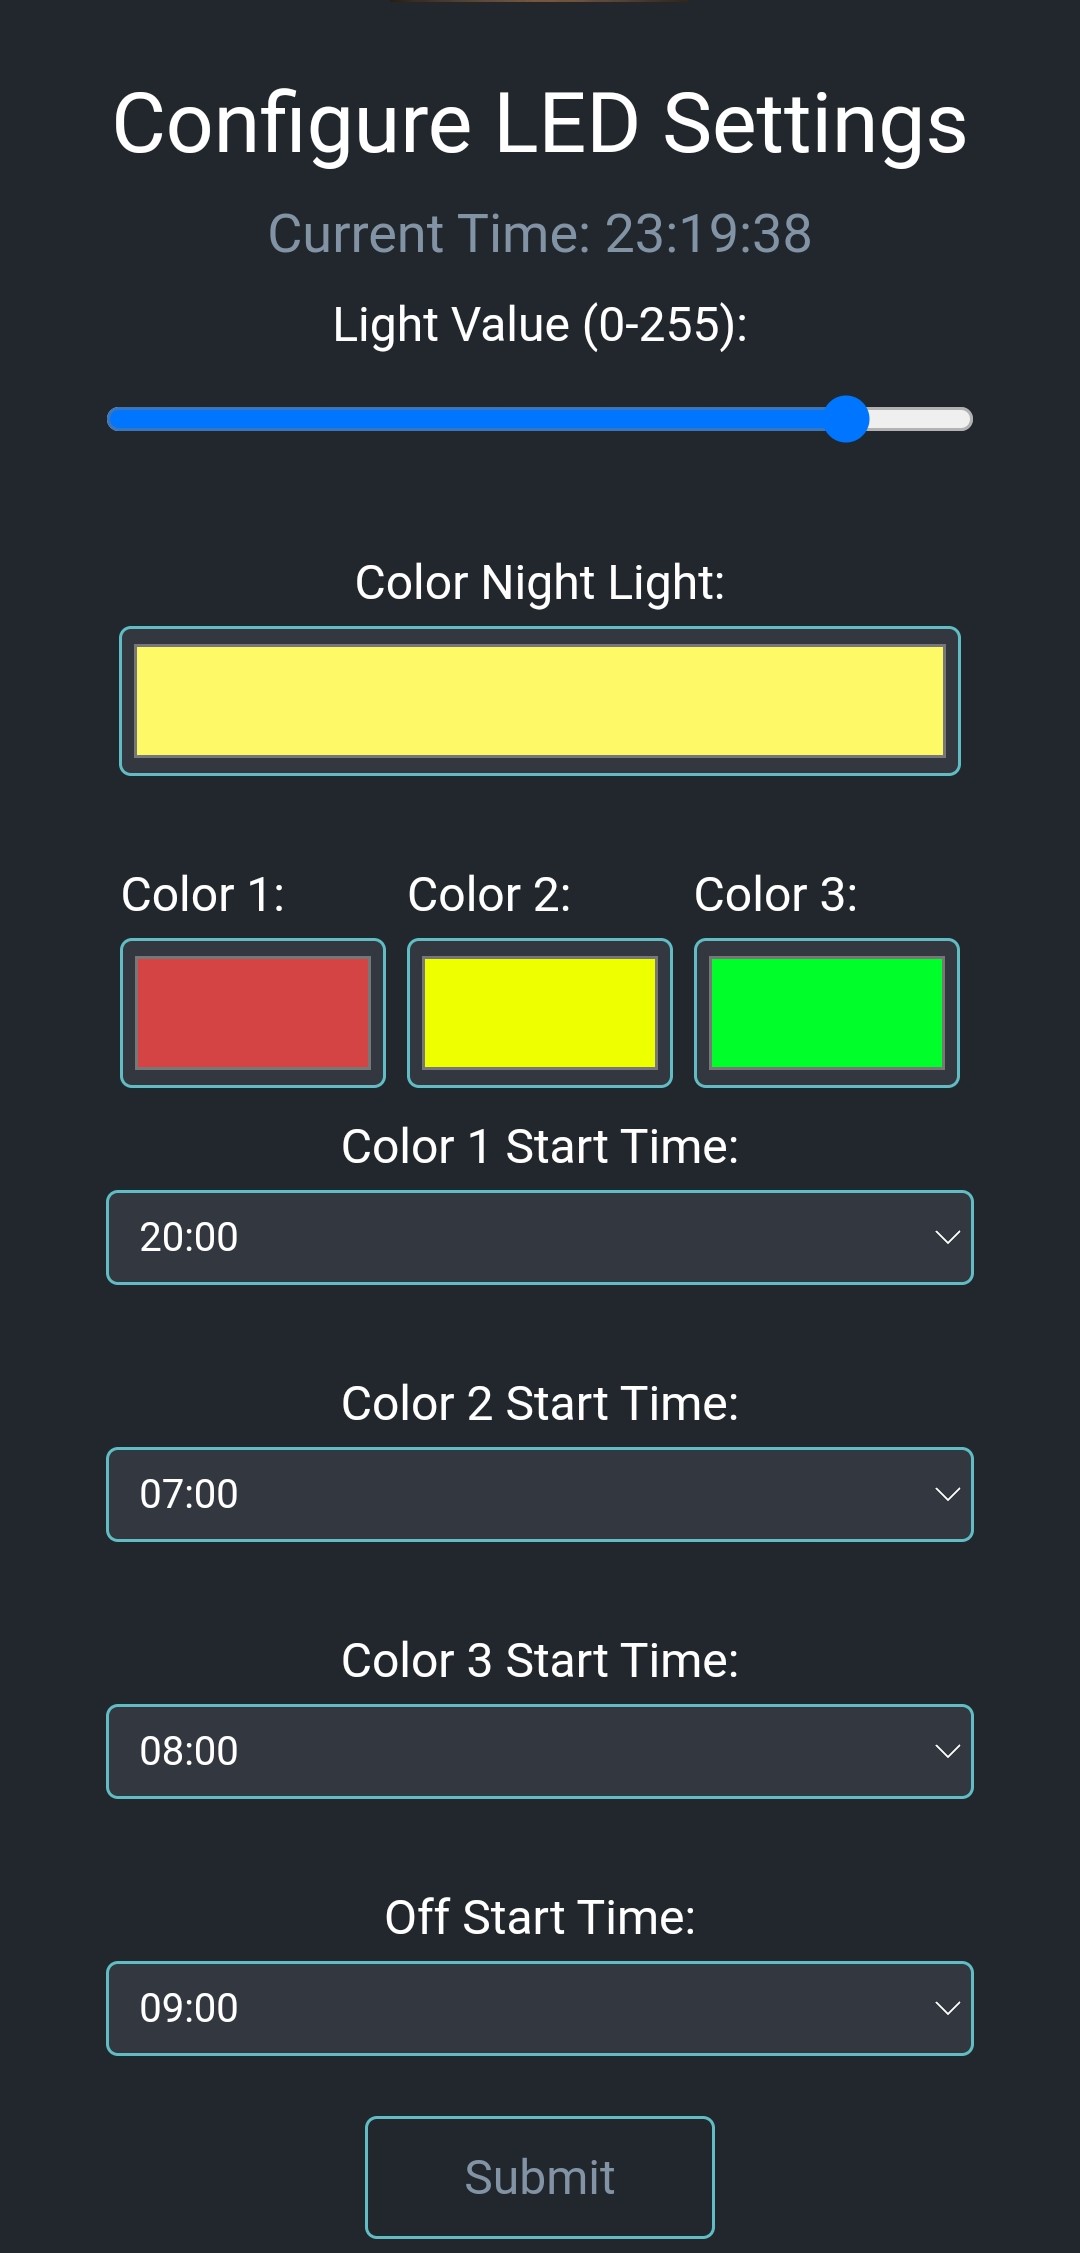 Configure LED Settings
Current Time: 23:19:38
Light Value (0-255):
Color Night Light:
Color 1: Color 2: Color 3:
Color 1 Start Time:
20:00
Color 2 Start Time:
07:00
Color 3 Start Time:
08:00
Off Start Time:
09:00
Submit